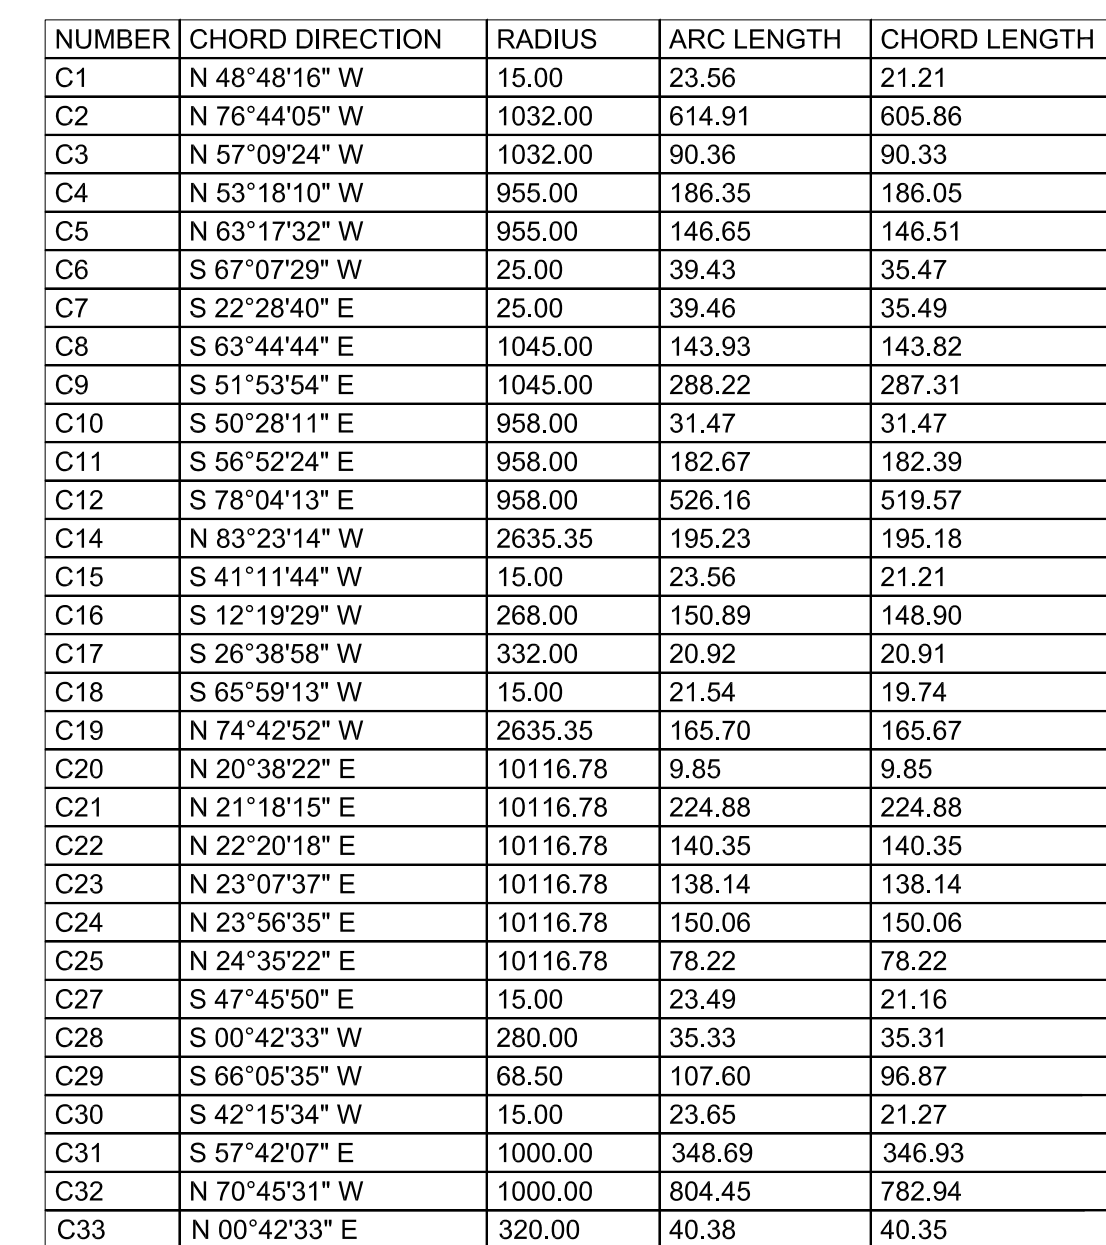 NUMBER CHORD DIRECTION RADIUS ARC LENGTH CHORD LENGTH
C1 N 48°48'16" W 15.00 23.56 21.21
C2 N 76°44'05" W 1032.00 614.91 605.86
C3 N 57°09'24" W 1032.00 90.36 90.33
C4 N 53°18'10" W 955.00 186.35 186.05
C5 N 63°17'32" W 955.00 146.65 146.51
C6 S 67°07'29" W 25.00 39.43 35.47
C7 S 22°28'40" E 25.00 39.46 35.49
C8 S 63°44'44" E 1045.00 143.93 143.82
C9 S 51°53'54" E 1045.00 288.22 287.31
C10 S 50°28'11" E 958.00 31.47 31.47
C11 S 56°52'24" E 958.00 182.67 182.39
C12 S 78°04'13" E 958.00 526.16 519.57
C14 N 83°23'14" W 2635.35 195.23 195.18
C15 S 41°11'44" W 15.00 23.56 21.21
C16 S 12°19'29" W 268.00 150.89 148.90
C17 S 26°38'58" W 332.00 20.92 20.91
C18 S 65°59'13" W 15.00 21.54 19.74
C19 N 74°42'52" W 2635.35 165.70 165.67
C20 N 20°38'22" E 10116.78 9.85 9.85
C21 N 21°18'15" E 10116.78 224.88 224.88
C22 N 22°20'18" E 10116.78 140.35 140.35
C23 N 23°07'37" E 10116.78 138.14 138.14
C24 N 23°56'35" E 10116.78 150.06 150.06
C25 N 24°35'22" E 10116.78 78.22 78.22
C27 S 47°45'50" E 15.00 23.49 21.16
C28 S 00°42'33" W 280.00 35.33 35.31
C29 S 66°05'35" W 68.50 107.60 96.87
C30 S 42°15'34" W 15.00 23.65 21.27
C31 S 57°42'07" E 1000.00 348.69 346.93
C32 N 70°45'31" W 1000.00 804.45 782.94
C33 N 00°42'33" E 320.00 40.38 40.35